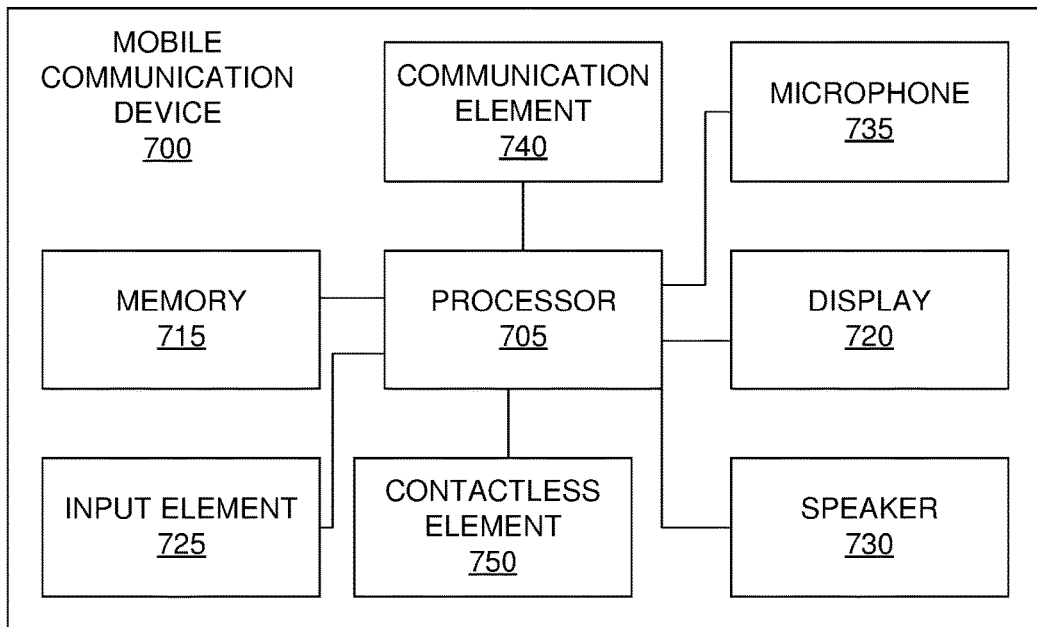 MOBILE
COMMUNICATION
DEVICE
700
COMMUNICATION
ELEMENT
740
MICROPHONE
735
MEMORY
715
PROCESSOR
705
DISPLAY
720
INPUT ELEMENT
725
CONTACTLESS
ELEMENT
750
SPEAKER
730